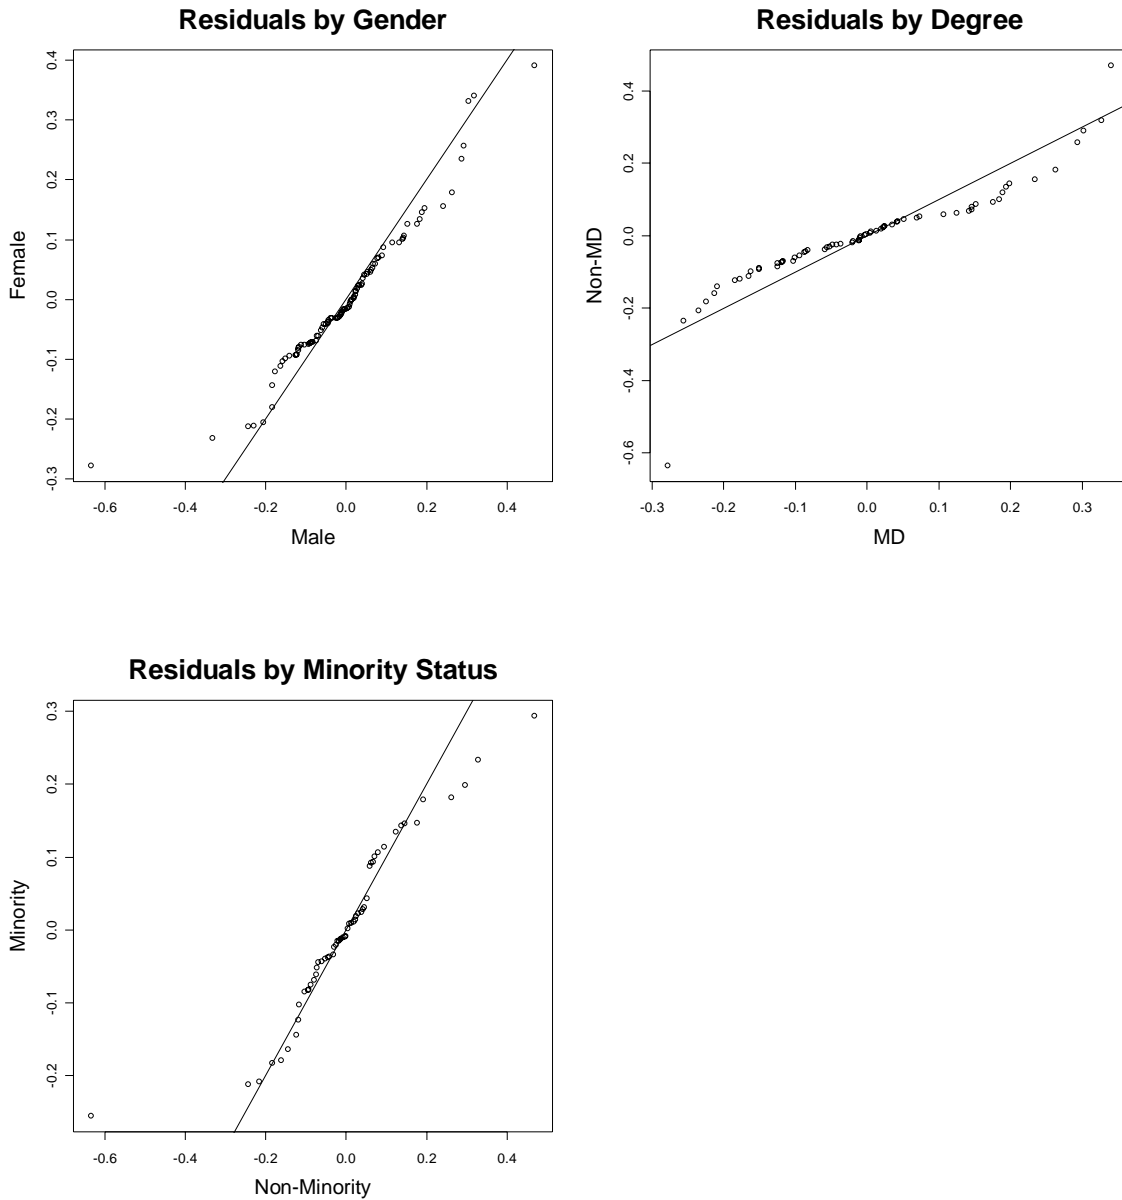 Residuals by Gender
Female
0.4
0.3
0.2
0.1
0.0
-0.1
-0.2
-0.3
-0.6 -0.4 -0.2 0.0 0.2 0.4
Male
Residuals by Degree
Non-MD
0.4
0.2
0.0
-0.2
-0.4
-0.6
-0.3 -0.2 -0.1 0.0 0.1 0.2 0.3
MD
Residuals by Minority Status
Minority
0.3
0.2
0.1
0.0
-0.1
-0.2
-0.6 -0.4 -0.2 0.0 0.2 0.4
Non-Minority